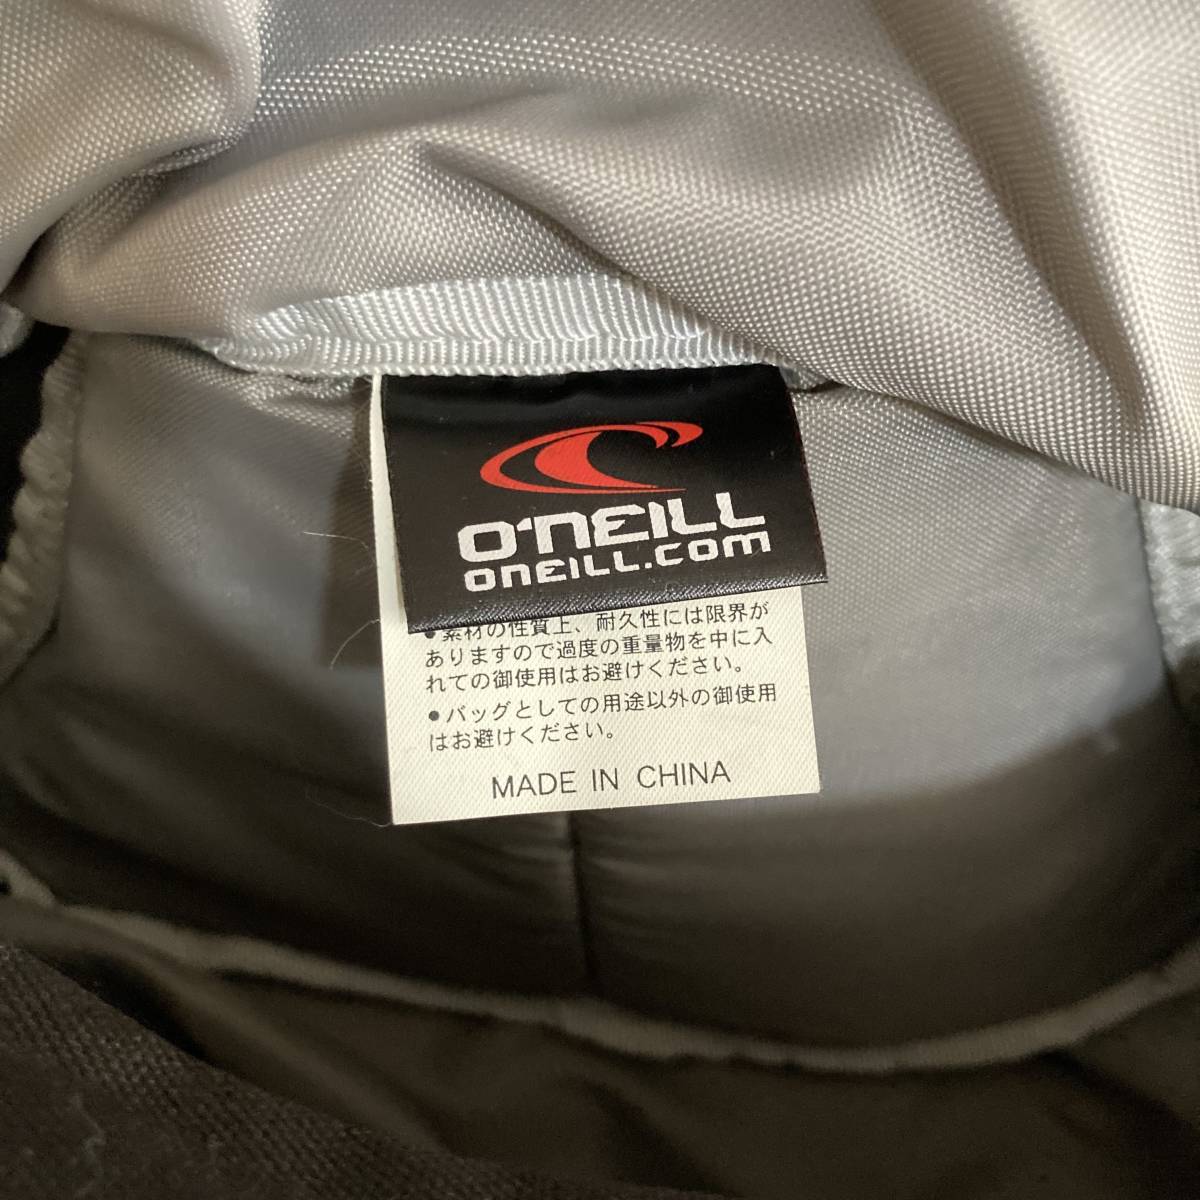 O'NEILL
ONEILL.COM
•素材の性質上、耐久性には限界が
ありますので過度の重量物を中に入
れての御使用はお避けください。
•バッグとしての用途以外の御使用
はお避けください。
MADE IN CHINA